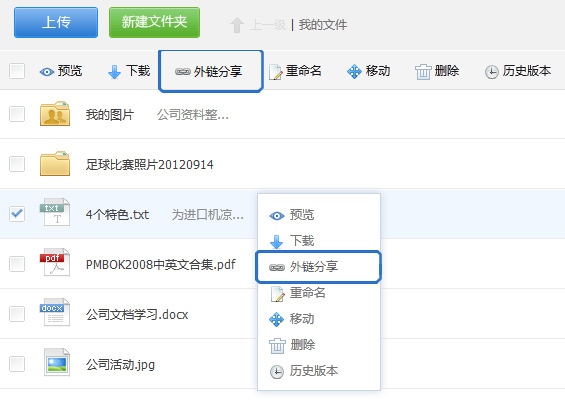 上传 新建文件夹 上一级 | 我的文件
预览 下载 外链分享 重命名 移动 删除 历史版本
我的图片 公司资料整...
足球比赛照片20120914
txt T 4个特色.txt 为进口机凉...
预览
下载
pdf PMBOK2008中英文合集.pdf 外链分享
重命名
docx 公司文档学习.docx 移动
删除
公司活动.jpg 历史版本